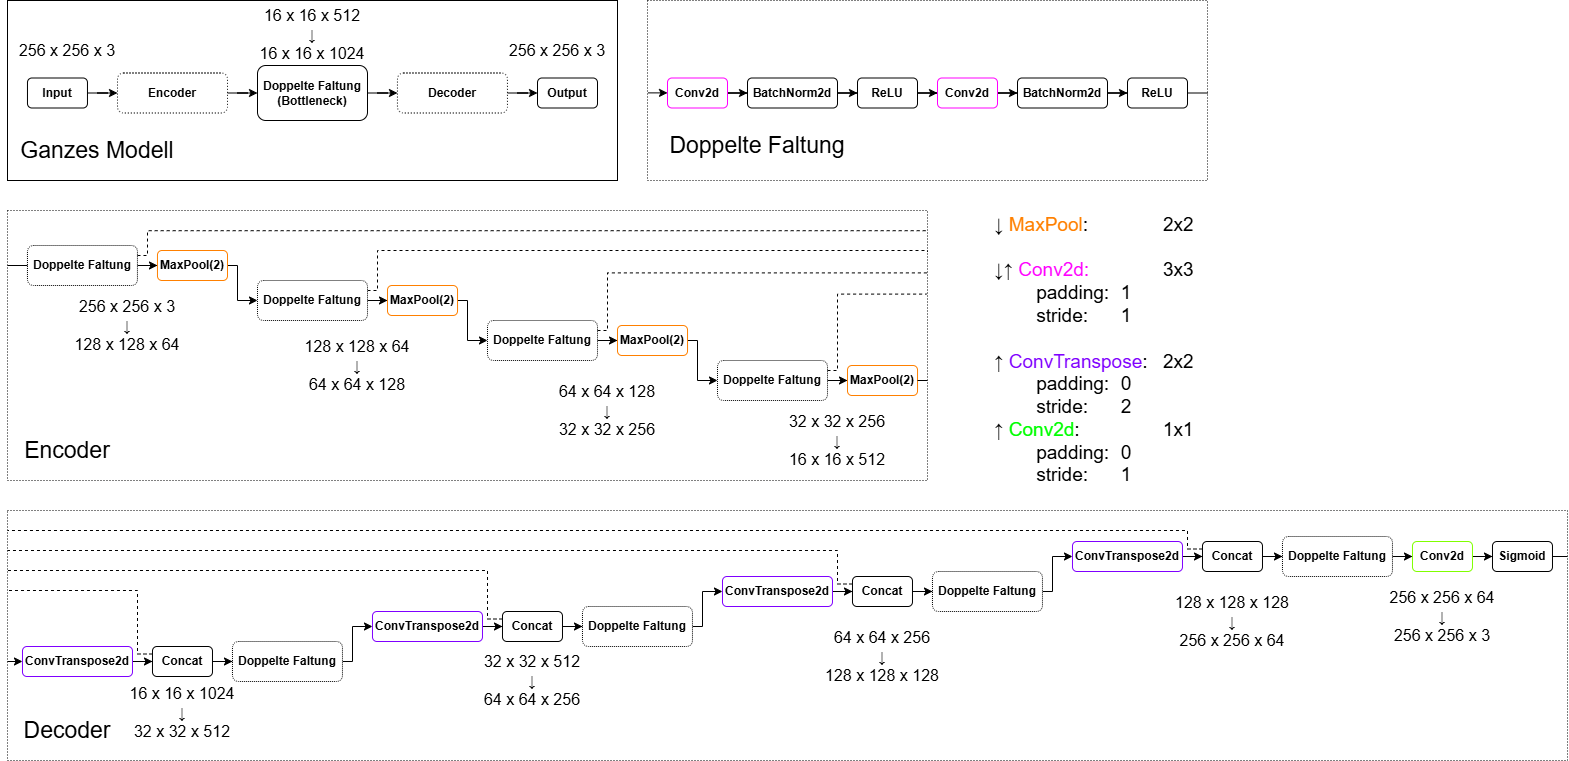 16 x 16 x 512
↓
16 x 16 x 1024
256 x 256 x 3
256 x 256 x 3
Input
Encoder
Doppelte Faltung
(Bottleneck)
Decoder
Output
Ganzes Modell
Conv2d
BatchNorm2d
ReLU
Conv2d
BatchNorm2d
ReLU
Doppelte Faltung
Doppelte Faltung
MaxPool(2)
256 x 256 x 3
↓
128 x 128 x 64
Doppelte Faltung
MaxPool(2)
128 x 128 x 64
↓
64 x 64 x 128
Doppelte Faltung
MaxPool(2)
64 x 64 x 128
↓
32 x 32 x 256
Doppelte Faltung
MaxPool(2)
32 x 32 x 256
↓
16 x 16 x 512
Encoder
↓ MaxPool: 2x2
↓↑ Conv2d: 3x3
padding: 1
stride: 1
↑ ConvTranspose: 2x2
padding: 0
stride: 2
↑ Conv2d: 1x1
padding: 0
stride: 1
ConvTranspose2d
Concat
Doppelte Faltung
16 x 16 x 1024
↓
32 x 32 x 512
ConvTranspose2d
Concat
Doppelte Faltung
32 x 32 x 512
↓
64 x 64 x 256
ConvTranspose2d
Concat
Doppelte Faltung
64 x 64 x 256
↓
128 x 128 x 128
ConvTranspose2d
Concat
Doppelte Faltung
128 x 128 x 128
↓
256 x 256 x 64
Conv2d
Sigmoid
256 x 256 x 64
↓
256 x 256 x 3
Decoder